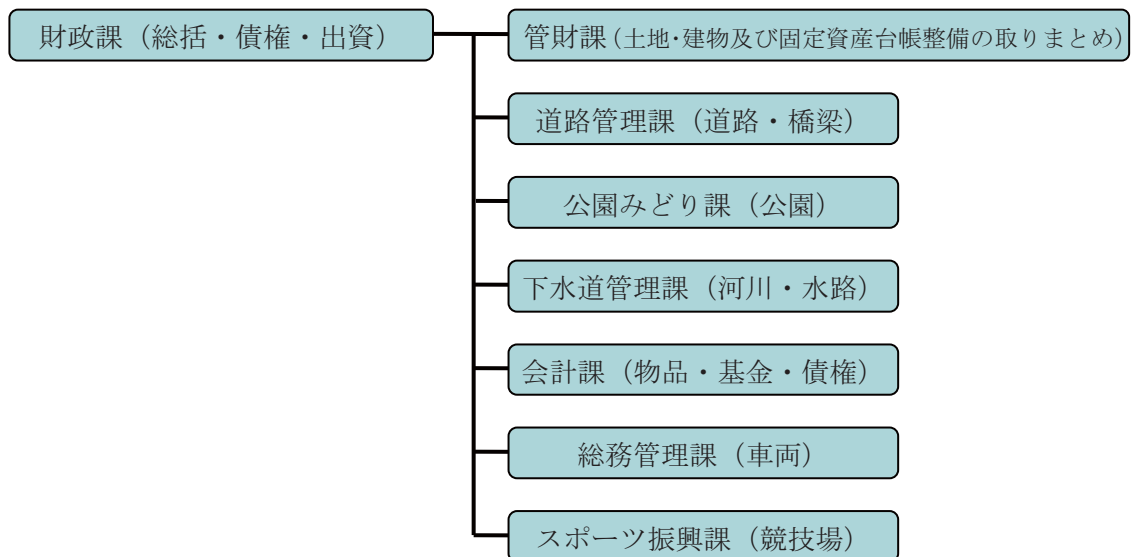 財政課（総括・債権・出資）
管財課（土地・建物及び固定資産台帳整備の取りまとめ）
道路管理課（道路・橋梁）
公園みどり課（公園）
下水道管理課（河川・水路）
会計課（物品・基金・債権）
総務管理課（車両）
スポーツ振興課（競技場）